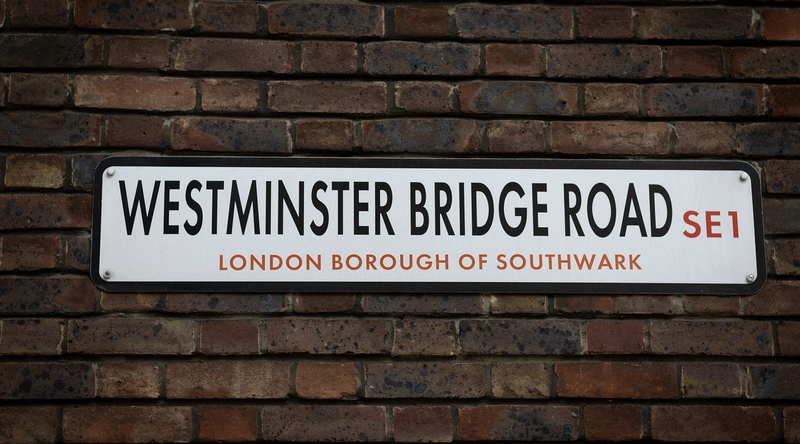 WESTMINSTER BRIDGE ROAD SE1
LONDON BOROUGH OF SOUTHWARK